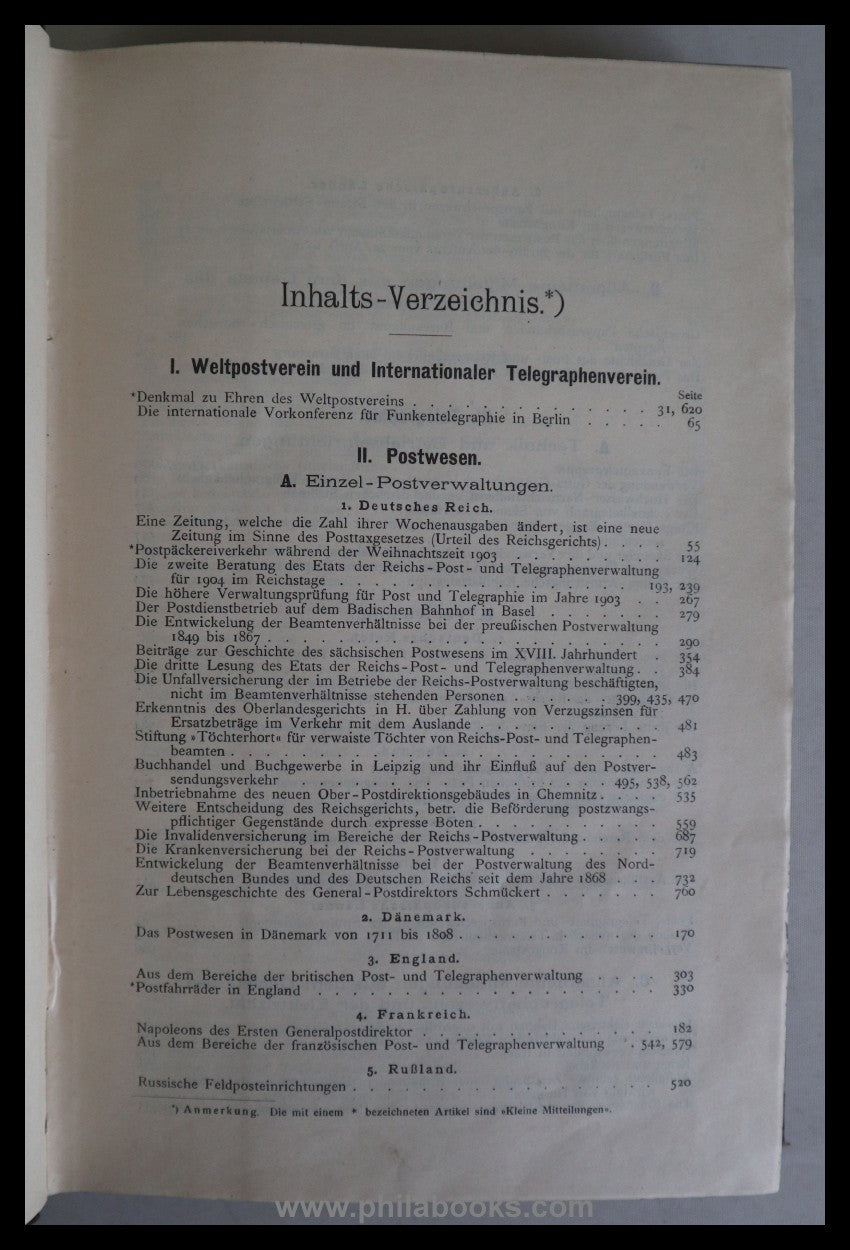 Inhalts-Verzeichnis.*)
I. Weltpostverein und Internationaler Telegraphenverein.
Seite
*Denkmal zu Ehren des Weltpostvereins . . . . . . . . . . . . . . 31, 620
Die internationale Vorkonferenz für Funkentelegraphie in Berlin . . . . . 65
II. Postwesen.
A. Einzel-Postverwaltungen.
1. Deutsches Reich.
Eine Zeitung, welche die Zahl ihrer Wochenausgaben ändert, ist eine neue
Zeitung im Sinne des Posttaxgesetzes (Urteil des Reichsgerichts) . . . . 55
*Postpäckereiverkehr während der Weihnachtszeit 1903 . . . . . . . . . 124
Die zweite Beratung des Etats der Reichs-Post- und Telegraphenverwaltung
für 1904 im Reichstage . . . . . . . . . . . . . . . . . . 193, 239
Die höhere Verwaltungsprüfung für Post und Telegraphie im Jahre 1903 . . 267
Der Postdienstbetrieb auf dem Badischen Bahnhof in Basel . . . . . . . 279
Die Entwickelung der Beamtenverhältnisse bei der preußischen Postverwaltung
1849 bis 1867 . . . . . . . . . . . . . . . . . . . . . . . 290
Beiträge zur Geschichte des sächsischen Postwesens im XVIII. Jahrhundert . 354
Die dritte Lesung des Etats der Reichs-Post- und Telegraphenverwaltung . . 384
Die Unfallversicherung der im Betriebe der Reichs-Postverwaltung beschäftigten,
nicht im Beamtenverhältnisse stehenden Personen . . . . . . 399, 435, 470
Erkenntnis des Oberlandesgerichts in H. über Zahlung von Verzugszinsen für
Ersatzbeträge im Verkehr mit dem Auslande . . . . . . . . . . . 481
Stiftung »Töchterhort« für verwaiste Töchter von Reichs-Post- und Telegraphen-
beamten . . . . . . . . . . . . . . . . . . . . . . . . . 483
Buchhandel und Buchgewerbe in Leipzig und ihr Einfluß auf den Postver-
sendungsverkehr . . . . . . . . . . . . . . . . . . 495, 538, 562
Inbetriebnahme des neuen Ober-Postdirektionsgebäudes in Chemnitz . . . . 535
Weitere Entscheidung des Reichsgerichts, betr. die Beförderung postzwangs-
pflichtiger Gegenstände durch expresse Boten . . . . . . . . . . . 559
Die Invalidenversicherung im Bereiche der Reichs-Postverwaltung . . . . . 687
Die Krankenversicherung bei der Reichs-Postverwaltung . . . . . . . . 719
Entwickelung der Beamtenverhältnisse bei der Postverwaltung des Nord-
deutschen Bundes und des Deutschen Reichs seit dem Jahre 1868 . . . 732
Zur Lebensgeschichte des General-Postdirektors Schmückert . . . . . . . 760
2. Dänemark.
Das Postwesen in Dänemark von 1711 bis 1808 . . . . . . . . . . . . 170
3. England.
Aus dem Bereiche der britischen Post- und Telegraphenverwaltung . . . . 303
*Postfahrräder in England . . . . . . . . . . . . . . . . . . . . 330
4. Frankreich.
Napoleons des Ersten Generalpostdirektor . . . . . . . . . . . . . . 182
Aus dem Bereiche der französischen Post- und Telegraphenverwaltung . . 542, 579
5. Rußland.
Russische Feldposteinrichtungen . . . . . . . . . . . . . . . . . . 520
*) Anmerkung. Die mit einem * bezeichneten Artikel sind »Kleine Mitteilungen«.
www.philabooks.com